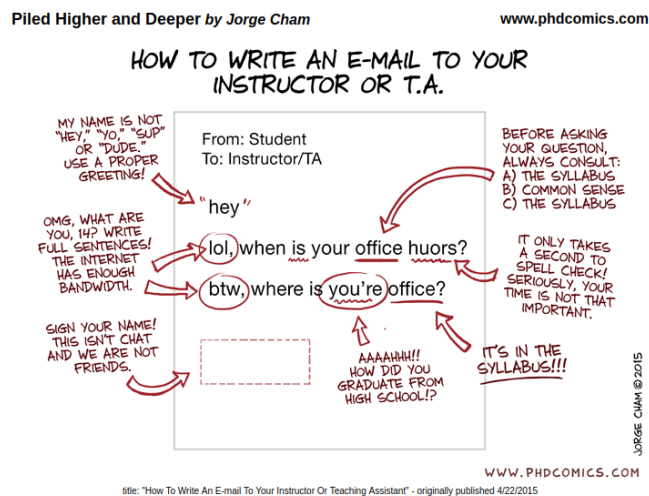 Piled Higher and Deeper by Jorge Cham
www.phdcomics.com
HOW TO WRITE AN E-MAIL TO YOUR
INSTRUCTOR OR T.A.
MY NAME IS NOT
"HEY," "YO," "SUP"
OR "DUDE."
USE A PROPER
GREETING!
From: Student
To: Instructor/TA
BEFORE ASKING
YOUR QUESTION,
ALWAYS CONSULT:
A) THE SYLLABUS
B) COMMON SENSE
C) THE SYLLABUS
"hey"
OMG, WHAT ARE
YOU, 14? WRITE
FULL SENTENCES!
THE INTERNET
HAS ENOUGH
BANDWIDTH.
lol, when is your office huors?
btw, where is you're office?
IT ONLY TAKES
A SECOND TO
SPELL CHECK!
SERIOUSLY, YOUR
TIME IS NOT THAT
IMPORTANT.
SIGN YOUR NAME!
THIS ISN'T CHAT
AND WE ARE NOT
FRIENDS.
AAAAHHH!!
HOW DID YOU
GRADUATE FROM
HIGH SCHOOL!?
IT'S IN THE
SYLLABUS!!!
JORGE CHAM © 2015
WWW.PHDCOMICS.COM
title: "How To Write An E-mail To Your Instructor Or Teaching Assistant" - originally published 4/22/2015